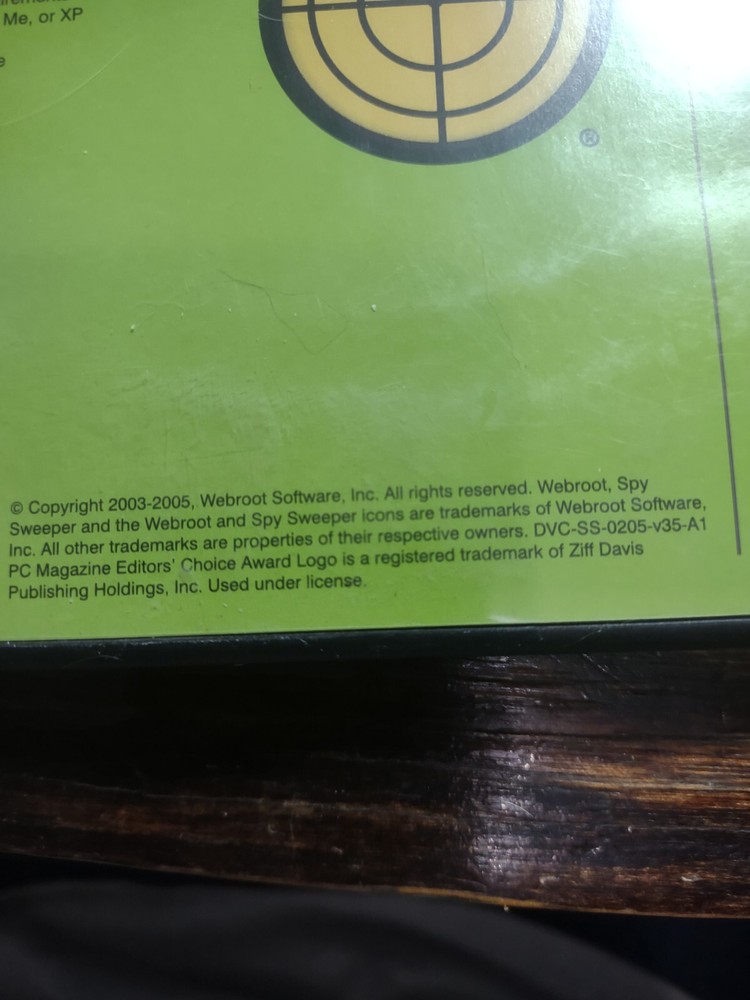 Me, or XP
e
®
© Copyright 2003-2005, Webroot Software, Inc. All rights reserved. Webroot, Spy
Sweeper and the Webroot and Spy Sweeper icons are trademarks of Webroot Software,
Inc. All other trademarks are properties of their respective owners. DVC-SS-0205-v35-A1
PC Magazine Editors' Choice Award Logo is a registered trademark of Ziff Davis
Publishing Holdings, Inc. Used under license.